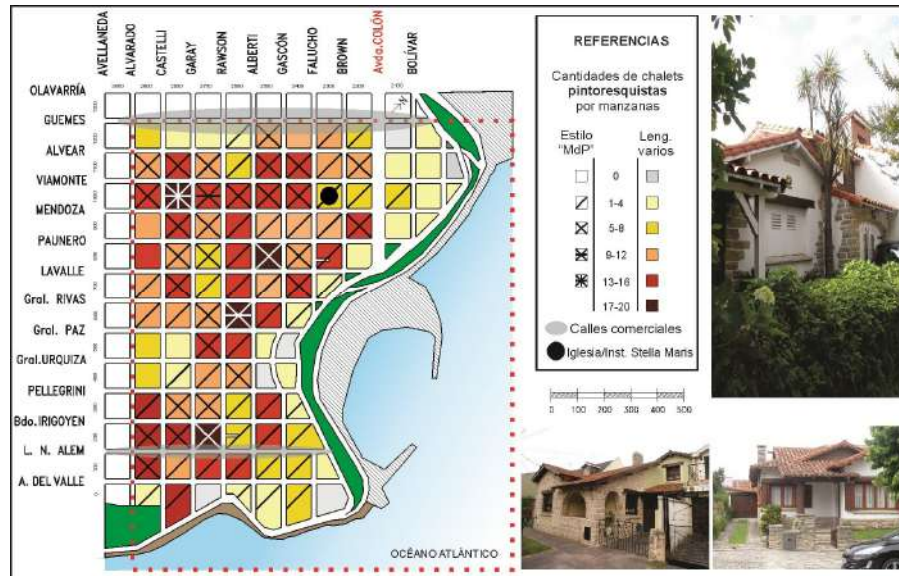 AVELLANEDA
ALVARADO
CASTELLI
GARAY
RAWSON
ALBERTI
GASCÓN
FALUCHO
BROWN
Avda.COLÓN
BOLÍVAR
OLAVARRÍA
GUEMES
ALVEAR
VIAMONTE
MENDOZA
PAUNERO
LAVALLE
Gral. RIVAS
Gral. PAZ
Gral.URQUIZA
PELLEGRINI
Bdo.IRIGOYEN
L. N. ALEM
A. DEL VALLE
OCÉANO ATLÁNTICO
REFERENCIAS
Cantidades de chalets
pintoresquistas
por manzanas
Estilo "MdP"
Leng. varios
0
1-4
5-8
9-12
13-16
17-20
Calles comerciales
Iglesia/Inst. Stella Maris
0 100 200 300 400 500